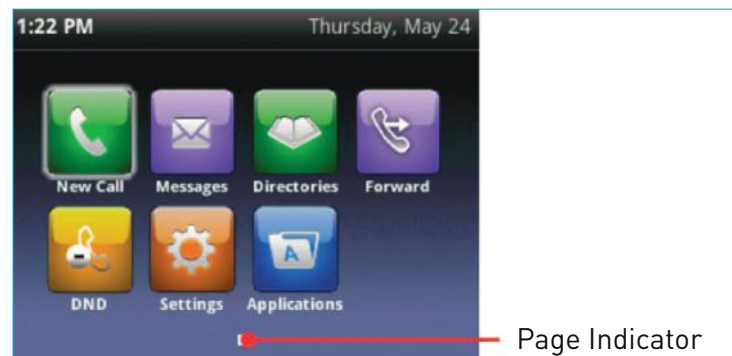 1:22 PM Thursday, May 24
New Call Messages Directories Forward
DND Settings Applications
A
Page Indicator